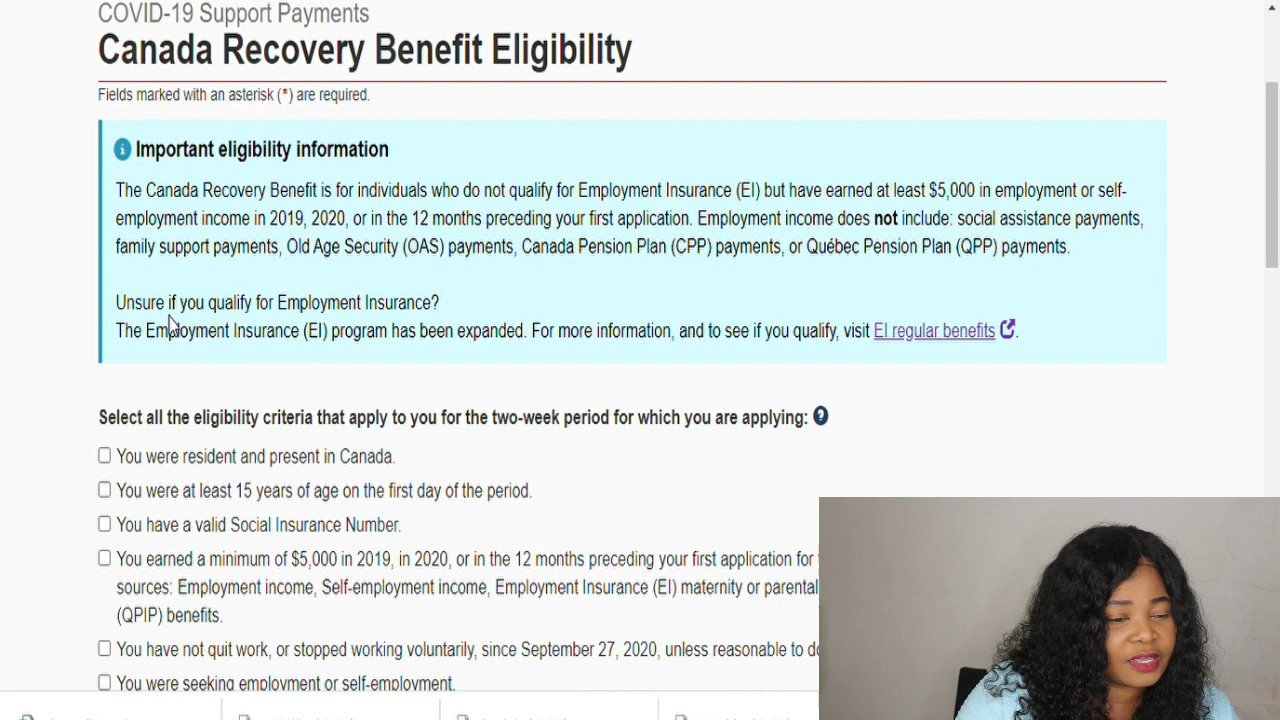 COVID-19 Support Payments
Canada Recovery Benefit Eligibility
Fields marked with an asterisk (*) are required.
Important eligibility information
The Canada Recovery Benefit is for individuals who do not qualify for Employment Insurance (EI) but have earned at least $5,000 in employment or self-
employment income in 2019, 2020, or in the 12 months preceding your first application. Employment income does not include: social assistance payments,
family support payments, Old Age Security (OAS) payments, Canada Pension Plan (CPP) payments, or Québec Pension Plan (QPP) payments.
Unsure if you qualify for Employment Insurance?
The Employment Insurance (EI) program has been expanded. For more information, and to see if you qualify, visit EI regular benefits.
Select all the eligibility criteria that apply to you for the two-week period for which you are applying:
You were resident and present in Canada.
You were at least 15 years of age on the first day of the period.
You have a valid Social Insurance Number.
You earned a minimum of $5,000 in 2019, in 2020, or in the 12 months preceding your first application for
sources: Employment income, Self-employment income, Employment Insurance (EI) maternity or parental
(QPIP) benefits.
You have not quit work, or stopped working voluntarily, since September 27, 2020, unless reasonable to
You were seeking employment or self-employment.